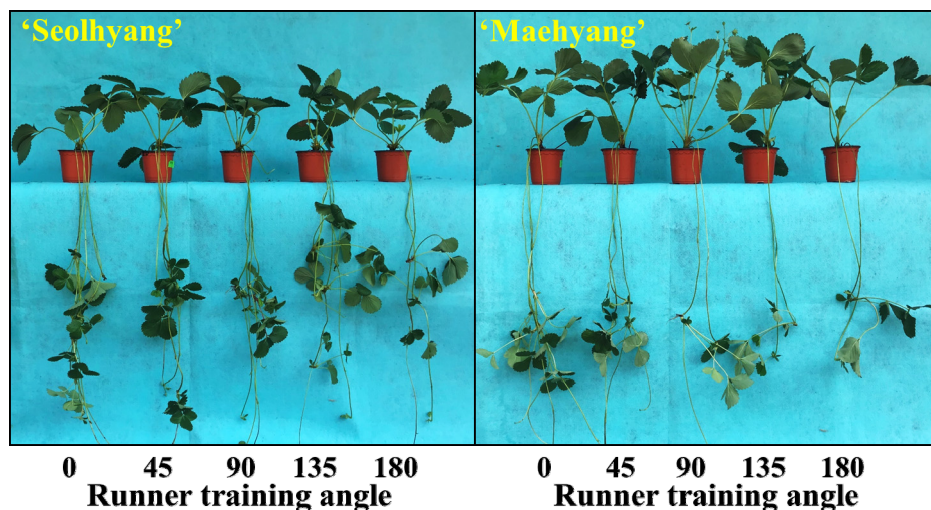 ‘Seolhyang’
‘Maehyang’
0 45 90 135 180
Runner training angle
0 45 90 135 180
Runner training angle